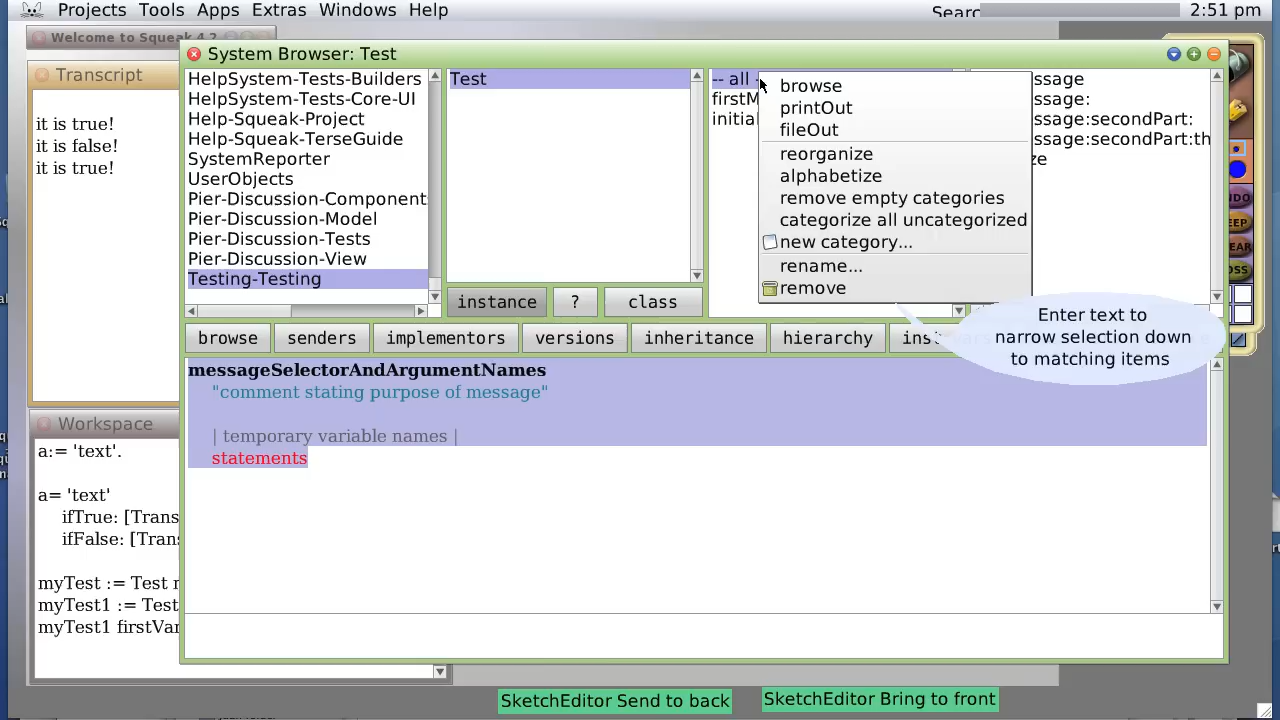 Projects Tools Apps Extras Windows Help
Searc
2:51 pm
Welcome to Squeak 4.2
System Browser: Test
Transcript
it is true!
it is false!
it is true!
HelpSystem-Tests-Builders
HelpSystem-Tests-Core-UI
Help-Squeak-Project
Help-Squeak-TerseGuide
SystemReporter
UserObjects
Pier-Discussion-Component
Pier-Discussion-Model
Pier-Discussion-Tests
Pier-Discussion-View
Testing-Testing
Test
instance ? class
-- all -
firstM
initial
browse
printOut
fileOut
reorganize
alphabetize
remove empty categories
categorize all uncategorized
new category...
rename...
remove
ssage
ssage:
ssage:secondPart:
ssage:secondPart:th
ze
Enter text to
narrow selection down
to matching items
browse senders implementors versions inheritance hierarchy
messageSelectorAndArgumentNames
"comment stating purpose of message"
| temporary variable names |
statements
Workspace
a:= 'text'.
a= 'text'
ifTrue: [Trans
ifFalse: [Trans
myTest := Test n
myTest1 := Test
myTest1 firstVar
SketchEditor Send to back
SketchEditor Bring to front